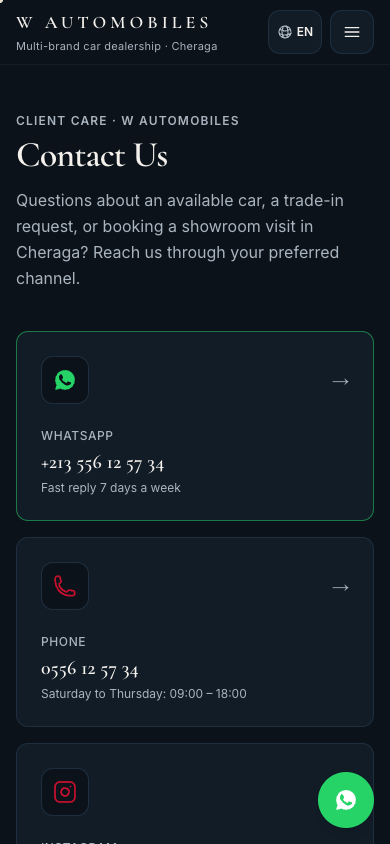 W AUTOMOBILES
Multi-brand car dealership · Cheraga
EN
CLIENT CARE · W AUTOMOBILES
Contact Us
Questions about an available car, a trade-in
request, or booking a showroom visit in
Cheraga? Reach us through your preferred
channel.
→
WHATSAPP
+213 556 12 57 34
Fast reply 7 days a week
→
PHONE
0556 12 57 34
Saturday to Thursday: 09:00 – 18:00